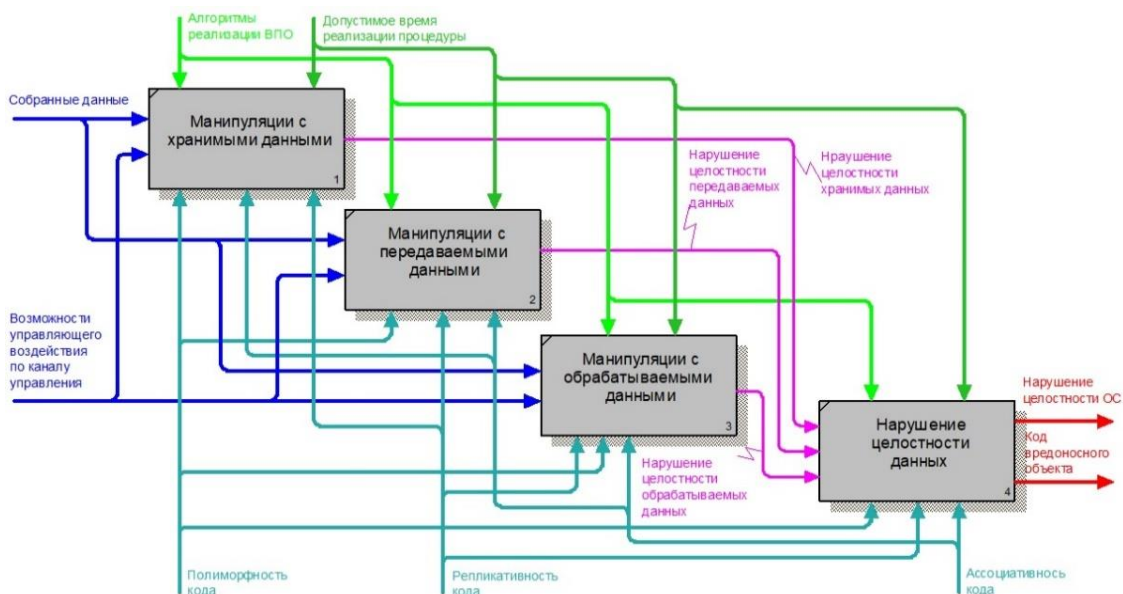 Алгоритмы
реализации ВПО
Допустимое время
реализации процедуры
Собранные данные
Манипуляции с
хранимыми данными
1
Нарушение
целостности
передаваемых
данных
Нраушение
целостности
хранимых данных
Манипуляции с
передаваемыми
данными
2
Возможности
управляющего
воздействия
по каналу
управления
Манипуляции с
обрабатываемыми
данными
3
Нарушение
целостности ОС
Нарушение
целостности
данных
4
Код
вредоносного
объекта
Нарушение
целостности
обрабатываемых
данных
Полиморфность
кода
Репликативность
кода
Ассоциативнось
кода